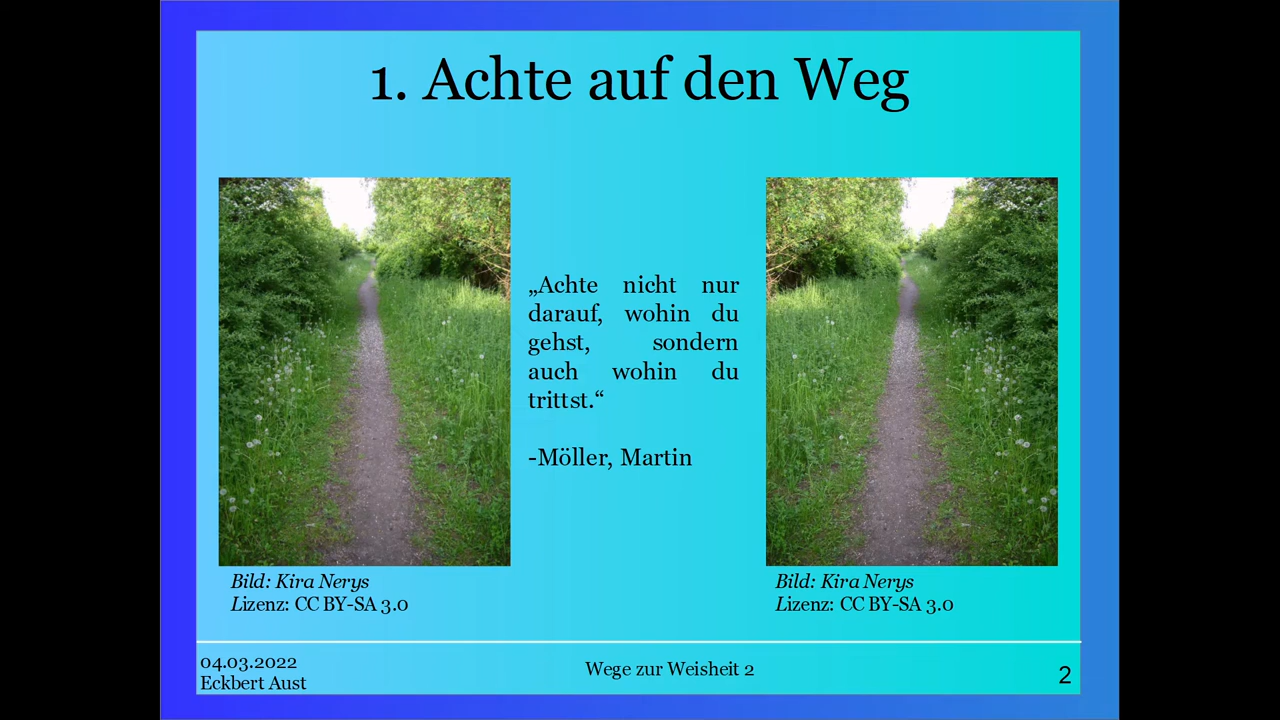 1. Achte auf den Weg
„Achte nicht nur
darauf, wohin du
gehst, sondern
auch wohin du
trittst.“
-Möller, Martin
Bild: Kira Nerys
Lizenz: CC BY-SA 3.0
Bild: Kira Nerys
Lizenz: CC BY-SA 3.0
04.03.2022
Eckbert Aust
Wege zur Weisheit 2
2